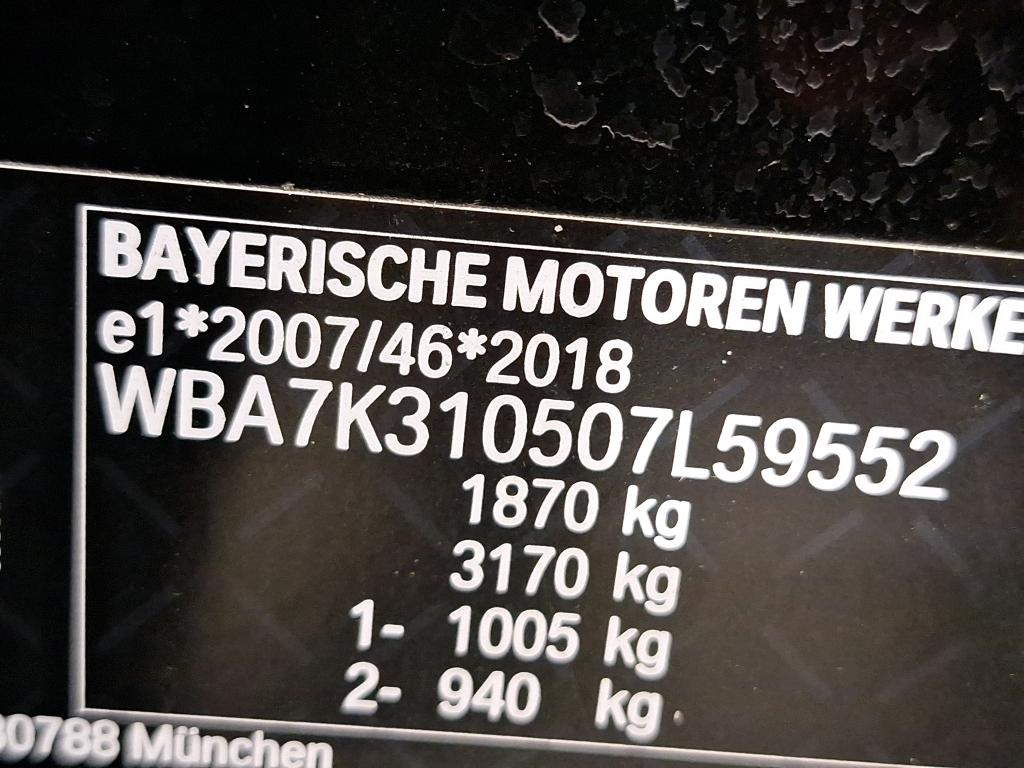 BAYERISCHE MOTOREN WERKE
e1*2007/46*2018
WBA7K310507L59552
1870 kg
3170 kg
1- 1005 kg
2- 940 kg
80788 München